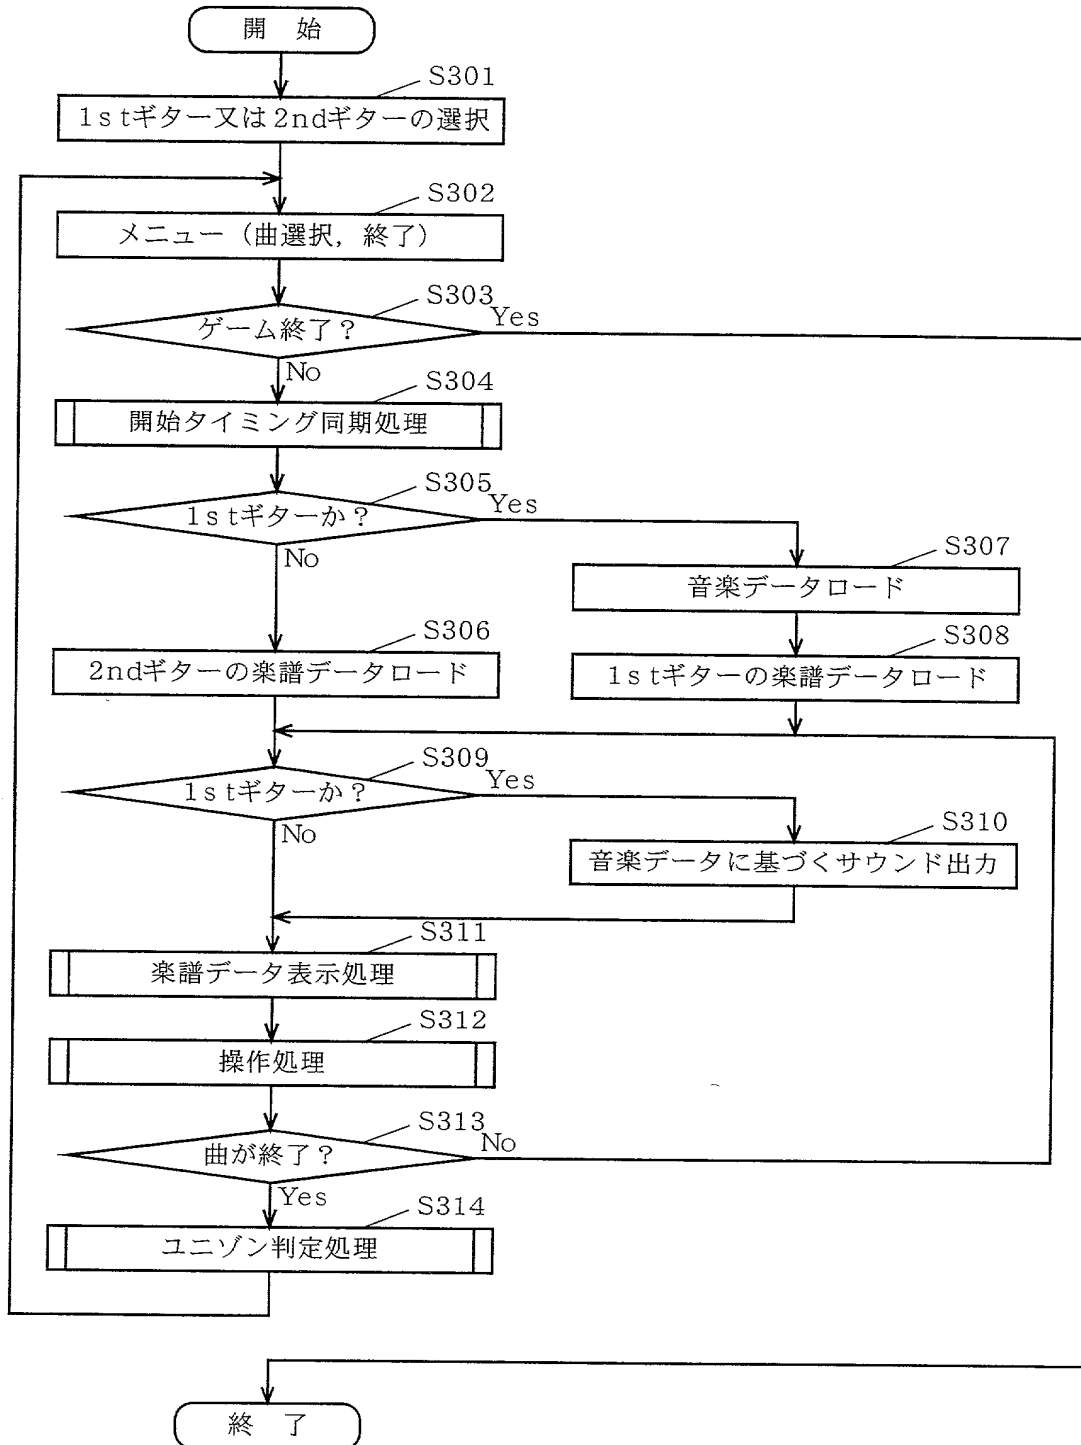 開 始
S301
1stギター又は2ndギターの選択
S302
メニュー（曲選択，終了）
S303
ゲーム終了？
Yes
No
S304
開始タイミング同期処理
S305
1stギターか？
Yes
No
S307
音楽データロード
S306
2ndギターの楽譜データロード
S308
1stギターの楽譜データロード
S309
1stギターか？
Yes
No
S310
音楽データに基づくサウンド出力
S311
楽譜データ表示処理
S312
操作処理
S313
曲が終了？
No
Yes
S314
ユニゾン判定処理
終 了